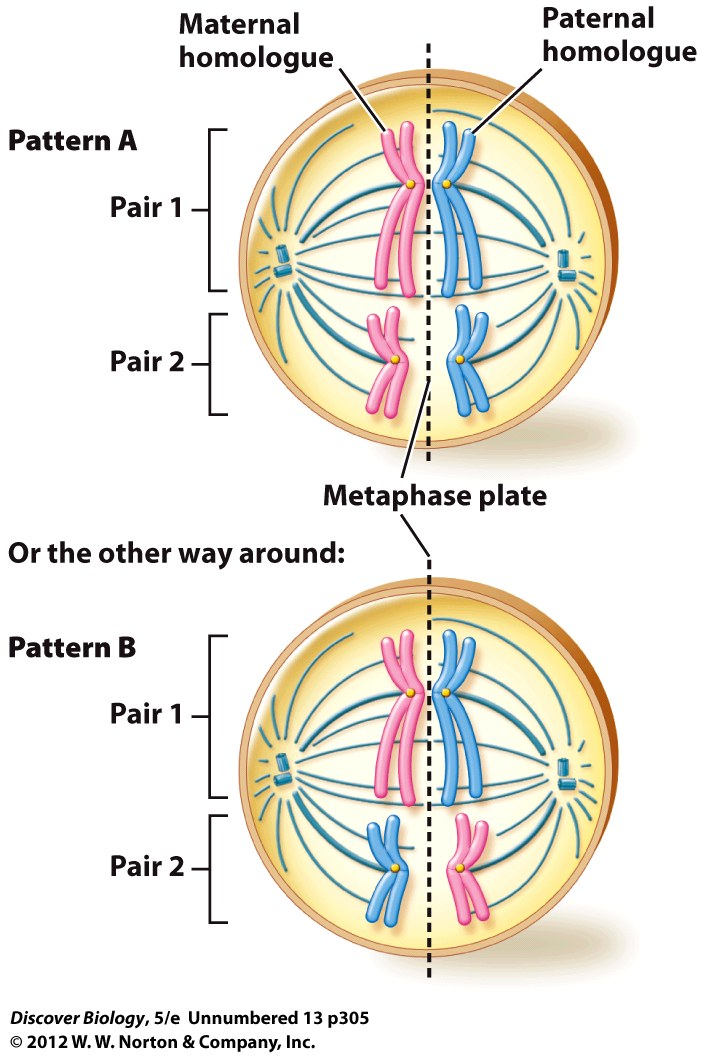 Maternal
homologue
Paternal
homologue
Pattern A
Pair 1
Pair 2
Metaphase plate
Or the other way around:
Pattern B
Pair 1
Pair 2
Discover Biology, 5/e Unnumbered 13 p305
© 2012 W. W. Norton & Company, Inc.